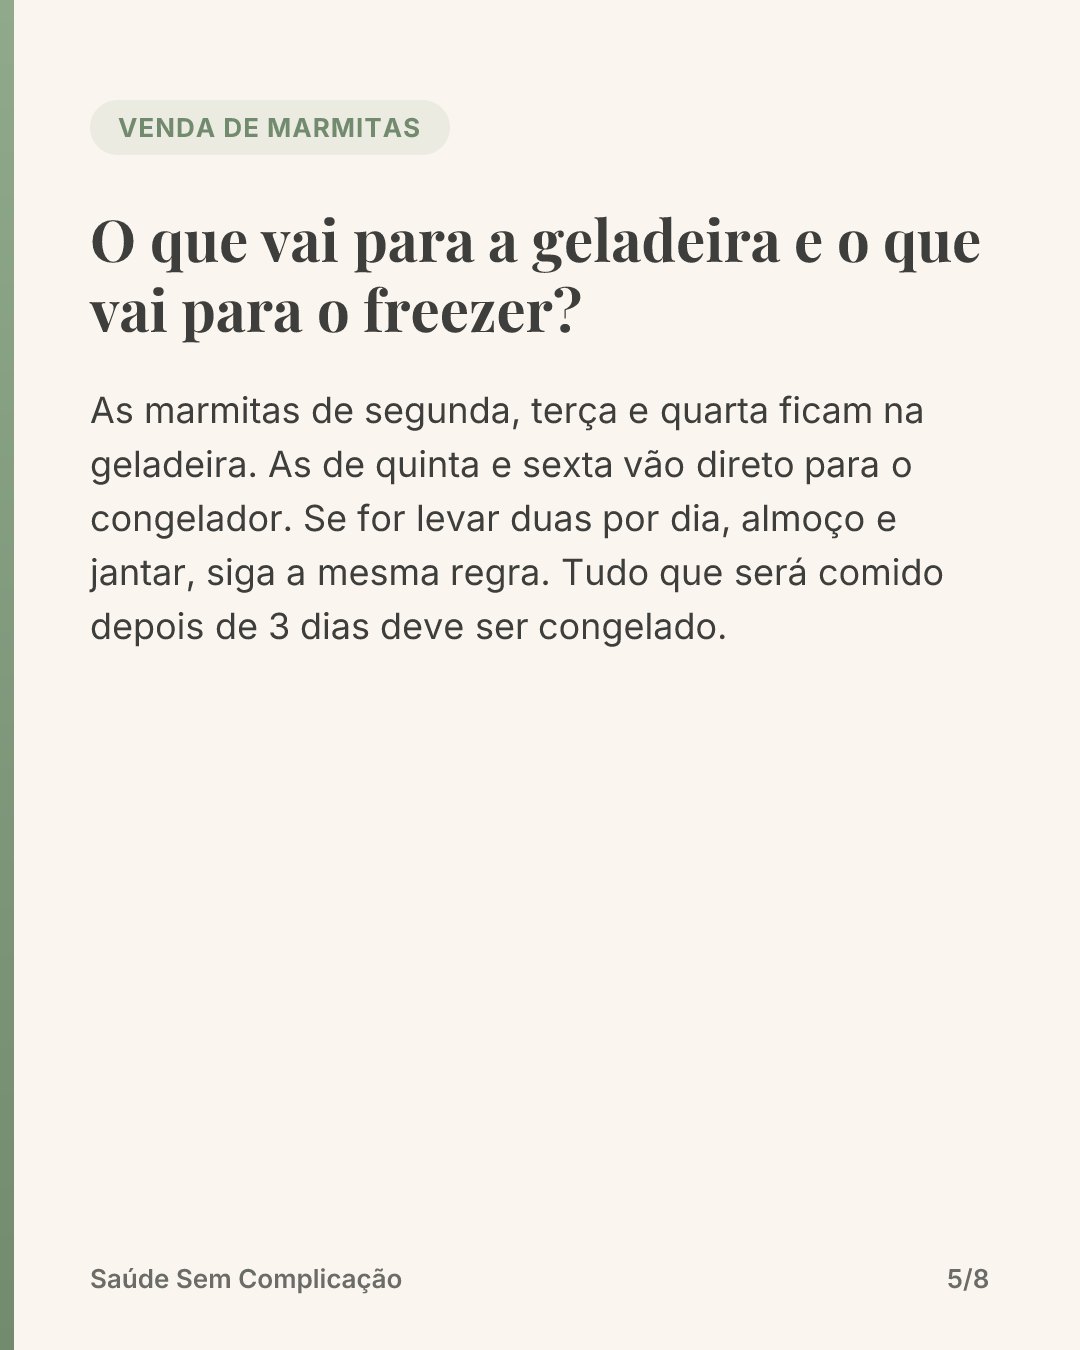 VENDA DE MARMITAS
O que vai para a geladeira e o que
vai para o freezer?
As marmitas de segunda, terça e quarta ficam na
geladeira. As de quinta e sexta vão direto para o
congelador. Se for levar duas por dia, almoço e
jantar, siga a mesma regra. Tudo que será comido
depois de 3 dias deve ser congelado.
Saúde Sem Complicação
5/8